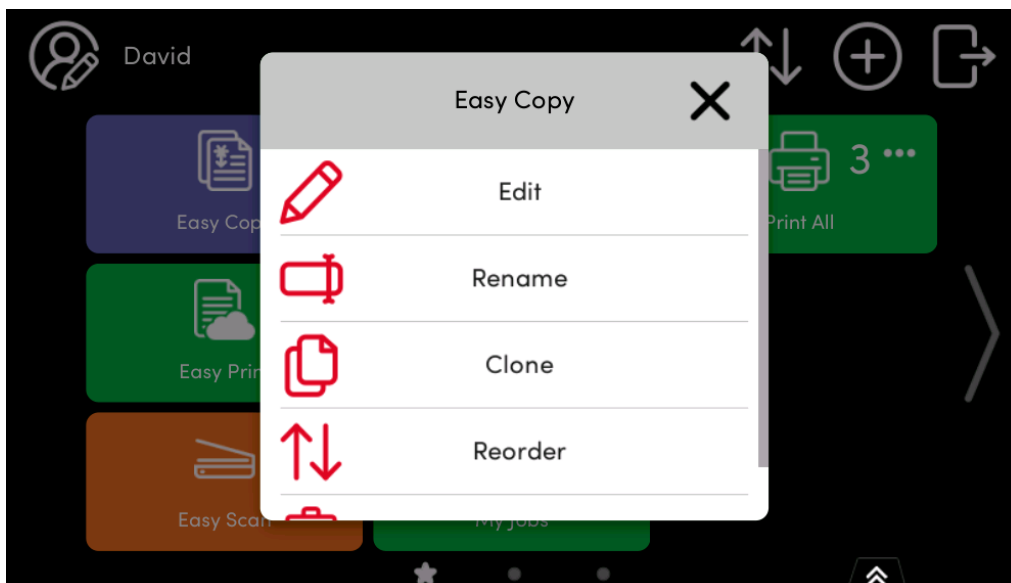 David
Easy Copy
Edit
Rename
Clone
Reorder
3 •••
Print All
Easy Cop
Easy Prin
Easy Scan
My Jobs